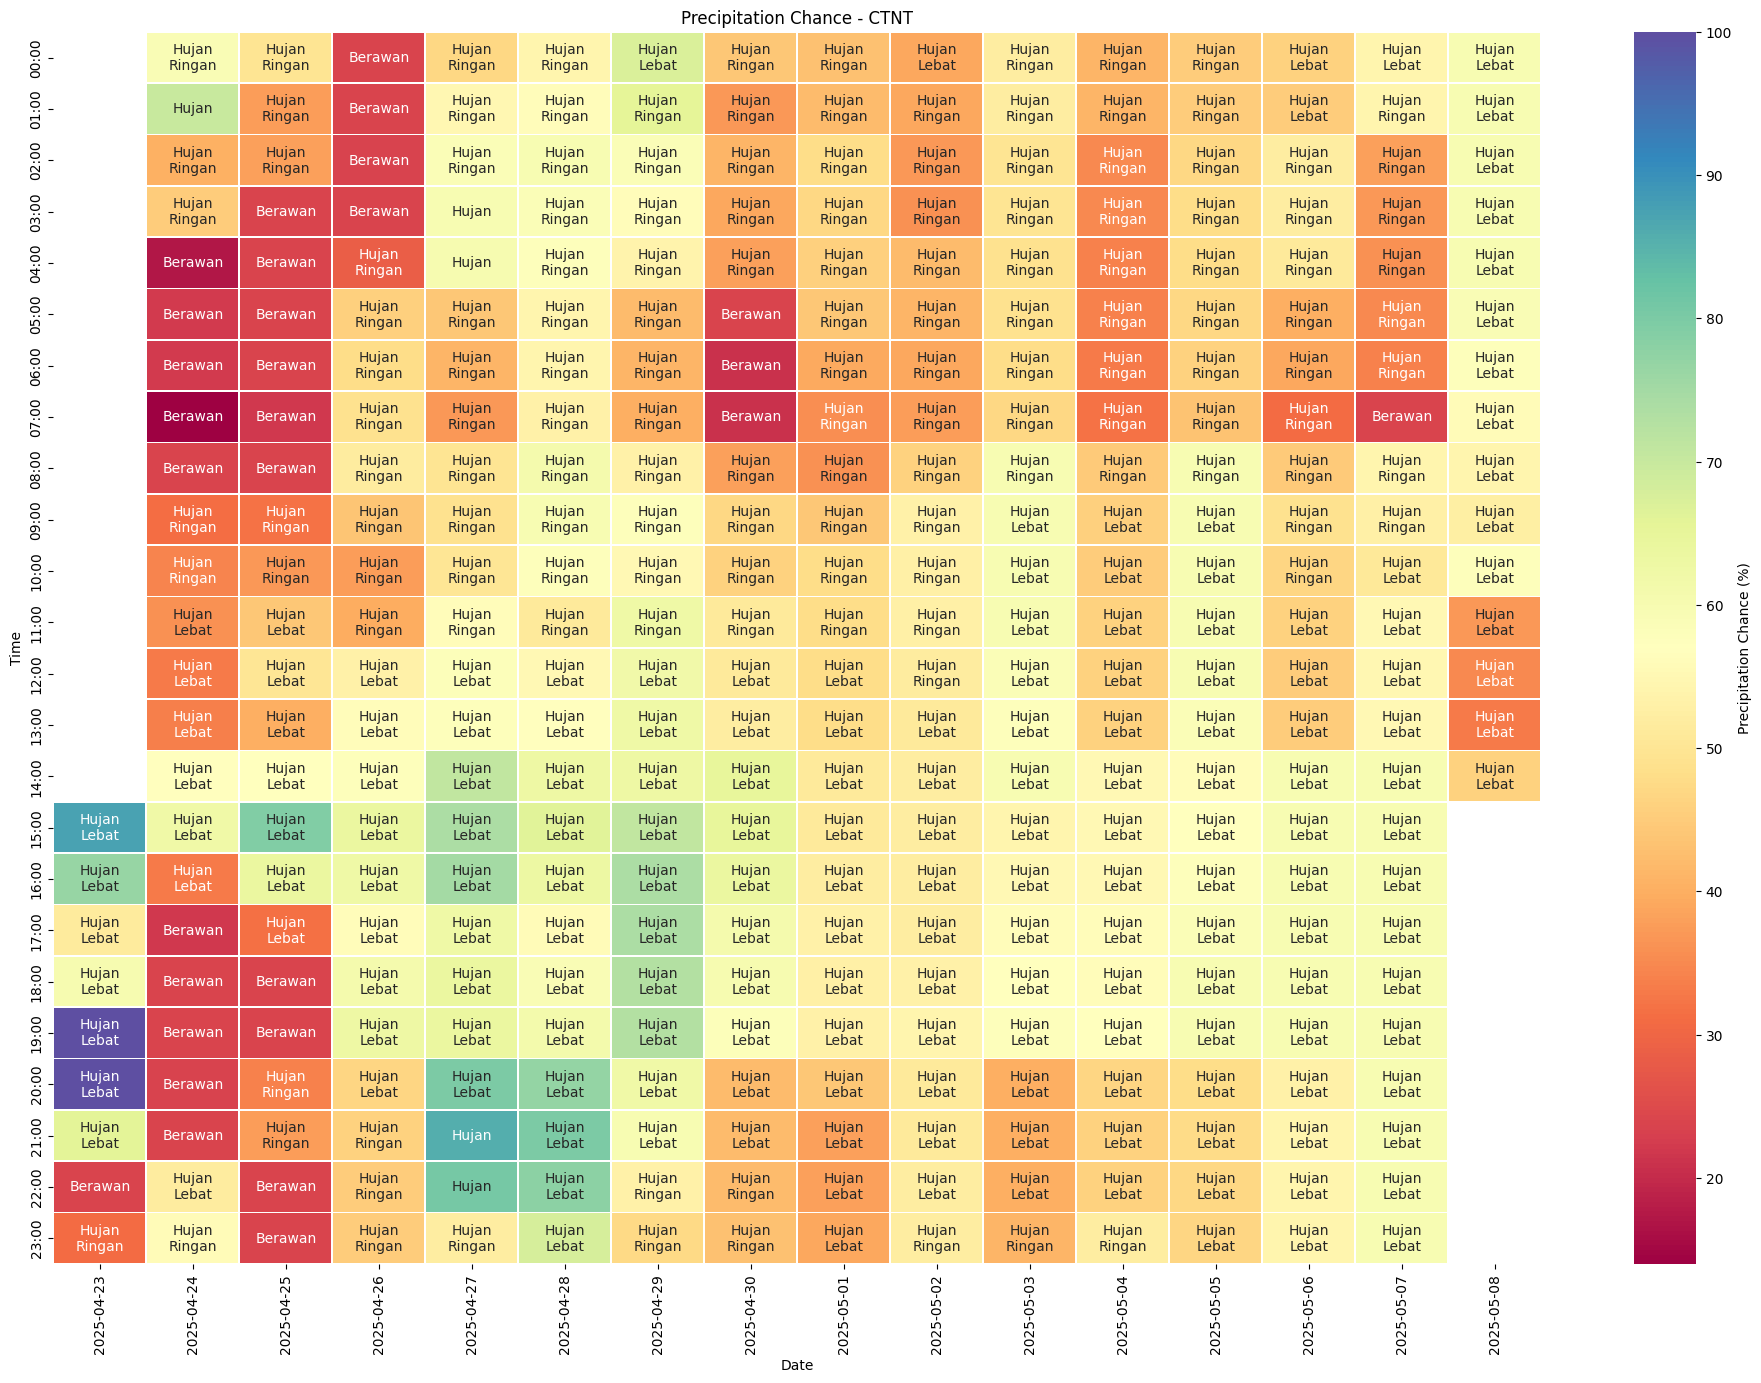 Precipitation Chance - CTNT
00:00 Hujan Ringan Hujan Ringan Berawan Hujan Ringan Hujan Ringan Hujan Lebat Hujan Ringan Hujan Ringan Hujan Lebat Hujan Ringan Hujan Ringan Hujan Ringan Hujan Lebat Hujan Lebat Hujan Lebat
01:00 Hujan Hujan Ringan Berawan Hujan Ringan Hujan Ringan Hujan Ringan Hujan Ringan Hujan Ringan Hujan Ringan Hujan Ringan Hujan Ringan Hujan Ringan Hujan Lebat Hujan Ringan Hujan Lebat
02:00 Hujan Ringan Hujan Ringan Berawan Hujan Ringan Hujan Ringan Hujan Ringan Hujan Ringan Hujan Ringan Hujan Ringan Hujan Ringan Hujan Ringan Hujan Ringan Hujan Ringan Hujan Ringan Hujan Lebat
03:00 Hujan Ringan Berawan Berawan Hujan Hujan Ringan Hujan Ringan Hujan Ringan Hujan Ringan Hujan Ringan Hujan Ringan Hujan Ringan Hujan Ringan Hujan Ringan Hujan Ringan Hujan Lebat
04:00 Berawan Berawan Hujan Ringan Hujan Hujan Ringan Hujan Ringan Hujan Ringan Hujan Ringan Hujan Ringan Hujan Ringan Hujan Ringan Hujan Ringan Hujan Ringan Hujan Ringan Hujan Lebat
05:00 Berawan Berawan Hujan Ringan Hujan Ringan Hujan Ringan Hujan Ringan Berawan Hujan Ringan Hujan Ringan Hujan Ringan Hujan Ringan Hujan Ringan Hujan Ringan Hujan Ringan Hujan Lebat
06:00 Berawan Berawan Hujan Ringan Hujan Ringan Hujan Ringan Hujan Ringan Berawan Hujan Ringan Hujan Ringan Hujan Ringan Hujan Ringan Hujan Ringan Hujan Ringan Hujan Ringan Hujan Lebat
07:00 Berawan Berawan Hujan Ringan Hujan Ringan Hujan Ringan Hujan Ringan Berawan Hujan Ringan Hujan Ringan Hujan Ringan Hujan Ringan Hujan Ringan Hujan Ringan Berawan Hujan Lebat
08:00 Berawan Berawan Hujan Ringan Hujan Ringan Hujan Ringan Hujan Ringan Hujan Ringan Hujan Ringan Hujan Ringan Hujan Ringan Hujan Ringan Hujan Ringan Hujan Ringan Hujan Ringan Hujan Lebat
09:00 Hujan Ringan Hujan Ringan Hujan Ringan Hujan Ringan Hujan Ringan Hujan Ringan Hujan Ringan Hujan Ringan Hujan Ringan Hujan Lebat Hujan Lebat Hujan Lebat Hujan Ringan Hujan Ringan Hujan Lebat
10:00 Hujan Ringan Hujan Ringan Hujan Ringan Hujan Ringan Hujan Ringan Hujan Ringan Hujan Ringan Hujan Ringan Hujan Ringan Hujan Lebat Hujan Lebat Hujan Lebat Hujan Ringan Hujan Lebat Hujan Lebat
11:00 Hujan Lebat Hujan Lebat Hujan Ringan Hujan Ringan Hujan Ringan Hujan Ringan Hujan Ringan Hujan Ringan Hujan Ringan Hujan Lebat Hujan Lebat Hujan Lebat Hujan Lebat Hujan Lebat Hujan Lebat
12:00 Hujan Lebat Hujan Lebat Hujan Lebat Hujan Lebat Hujan Lebat Hujan Lebat Hujan Lebat Hujan Lebat Hujan Ringan Hujan Lebat Hujan Lebat Hujan Lebat Hujan Lebat Hujan Lebat Hujan Lebat
13:00 Hujan Lebat Hujan Lebat Hujan Lebat Hujan Lebat Hujan Lebat Hujan Lebat Hujan Lebat Hujan Lebat Hujan Lebat Hujan Lebat Hujan Lebat Hujan Lebat Hujan Lebat Hujan Lebat Hujan Lebat
14:00 Hujan Lebat Hujan Lebat Hujan Lebat Hujan Lebat Hujan Lebat Hujan Lebat Hujan Lebat Hujan Lebat Hujan Lebat Hujan Lebat Hujan Lebat Hujan Lebat Hujan Lebat Hujan Lebat Hujan Lebat
15:00 Hujan Lebat Hujan Lebat Hujan Lebat Hujan Lebat Hujan Lebat Hujan Lebat Hujan Lebat Hujan Lebat Hujan Lebat Hujan Lebat Hujan Lebat Hujan Lebat Hujan Lebat Hujan Lebat Hujan Lebat
16:00 Hujan Lebat Hujan Lebat Hujan Lebat Hujan Lebat Hujan Lebat Hujan Lebat Hujan Lebat Hujan Lebat Hujan Lebat Hujan Lebat Hujan Lebat Hujan Lebat Hujan Lebat Hujan Lebat Hujan Lebat
17:00 Hujan Lebat Berawan Hujan Lebat Hujan Lebat Hujan Lebat Hujan Lebat Hujan Lebat Hujan Lebat Hujan Lebat Hujan Lebat Hujan Lebat Hujan Lebat Hujan Lebat Hujan Lebat Hujan Lebat
18:00 Hujan Lebat Berawan Berawan Hujan Lebat Hujan Lebat Hujan Lebat Hujan Lebat Hujan Lebat Hujan Lebat Hujan Lebat Hujan Lebat Hujan Lebat Hujan Lebat Hujan Lebat Hujan Lebat
19:00 Hujan Lebat Berawan Berawan Hujan Lebat Hujan Lebat Hujan Lebat Hujan Lebat Hujan Lebat Hujan Lebat Hujan Lebat Hujan Lebat Hujan Lebat Hujan Lebat Hujan Lebat Hujan Lebat
20:00 Hujan Lebat Berawan Hujan Ringan Hujan Lebat Hujan Lebat Hujan Lebat Hujan Lebat Hujan Lebat Hujan Lebat Hujan Lebat Hujan Lebat Hujan Lebat Hujan Lebat Hujan Lebat Hujan Lebat
21:00 Hujan Lebat Berawan Hujan Ringan Hujan Ringan Hujan Hujan Lebat Hujan Lebat Hujan Lebat Hujan Lebat Hujan Lebat Hujan Lebat Hujan Lebat Hujan Lebat Hujan Lebat Hujan Lebat
22:00 Berawan Hujan Lebat Berawan Hujan Ringan Hujan Hujan Lebat Hujan Ringan Hujan Ringan Hujan Lebat Hujan Lebat Hujan Lebat Hujan Lebat Hujan Lebat Hujan Lebat Hujan Lebat
23:00 Hujan Ringan Hujan Ringan Berawan Hujan Ringan Hujan Ringan Hujan Lebat Hujan Ringan Hujan Ringan Hujan Lebat Hujan Ringan Hujan Ringan Hujan Ringan Hujan Lebat Hujan Lebat Hujan Lebat
Time
2025-04-23 2025-04-24 2025-04-25 2025-04-26 2025-04-27 2025-04-28 2025-04-29 2025-04-30 2025-05-01 2025-05-02 2025-05-03 2025-05-04 2025-05-05 2025-05-06 2025-05-07 2025-05-08
Date
100
90
80
70
60
50
40
30
20
Precipitation Chance (%)